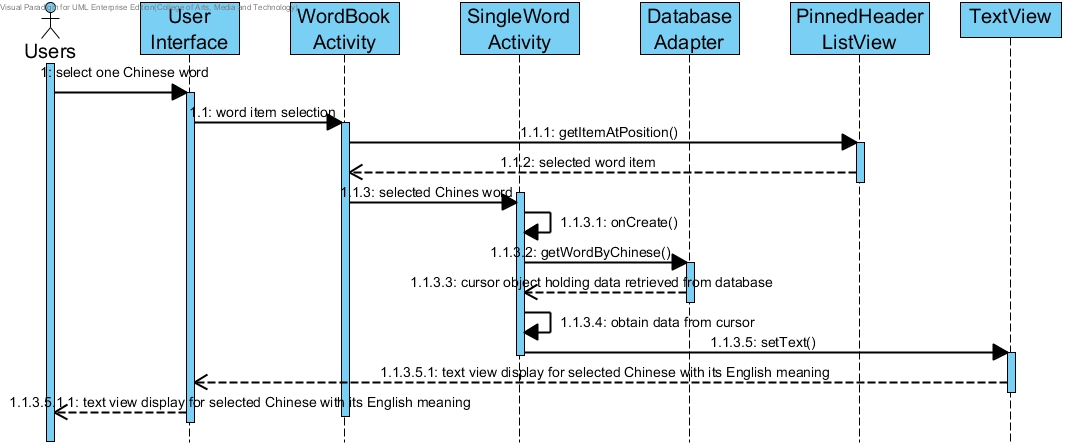 Visual Paradigm for UML Enterprise Edition(College of Arts, Media and Technology)
Users
User
Interface
WordBook
Activity
SingleWord
Activity
Database
Adapter
PinnedHeader
ListView
TextView
1: select one Chinese word
1.1: word item selection
1.1.1: getItemAtPosition()
1.1.2: selected word item
1.1.3: selected Chines word
1.1.3.1: onCreate()
1.1.3.2: getWordByChinese()
1.1.3.3: cursor object holding data retrieved from database
1.1.3.4: obtain data from cursor
1.1.3.5: setText()
1.1.3.5.1: text view display for selected Chinese with its English meaning
1.1.3.5.1.1: text view display for selected Chinese with its English meaning